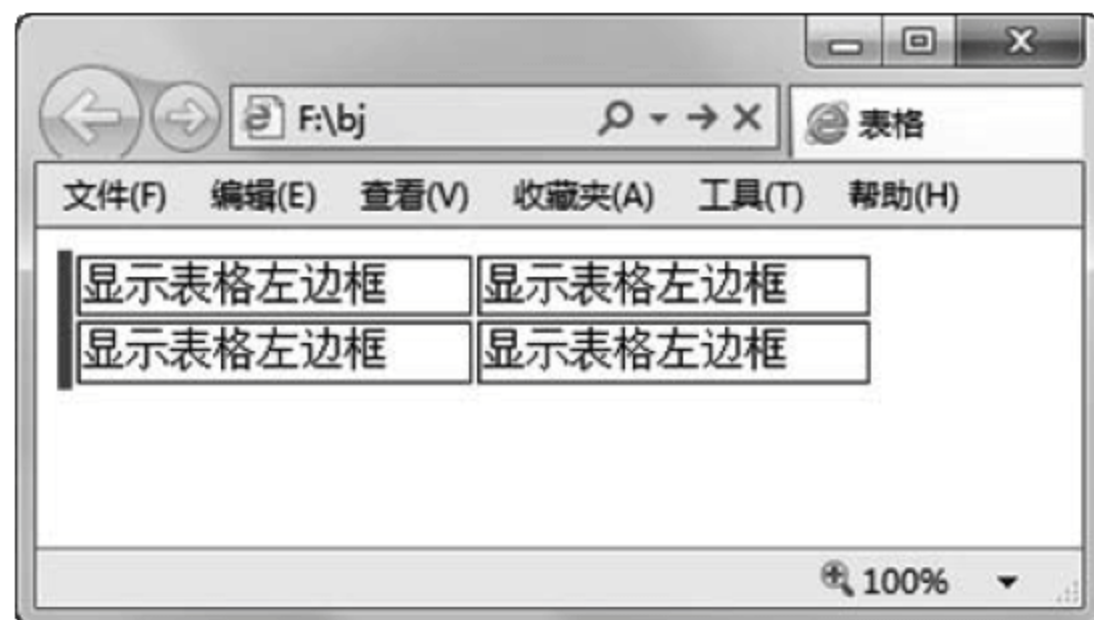 F:\bj
表格
文件(F) 编辑(E) 查看(V) 收藏夹(A) 工具(T) 帮助(H)
显示表格左边框 显示表格左边框
显示表格左边框 显示表格左边框
100%